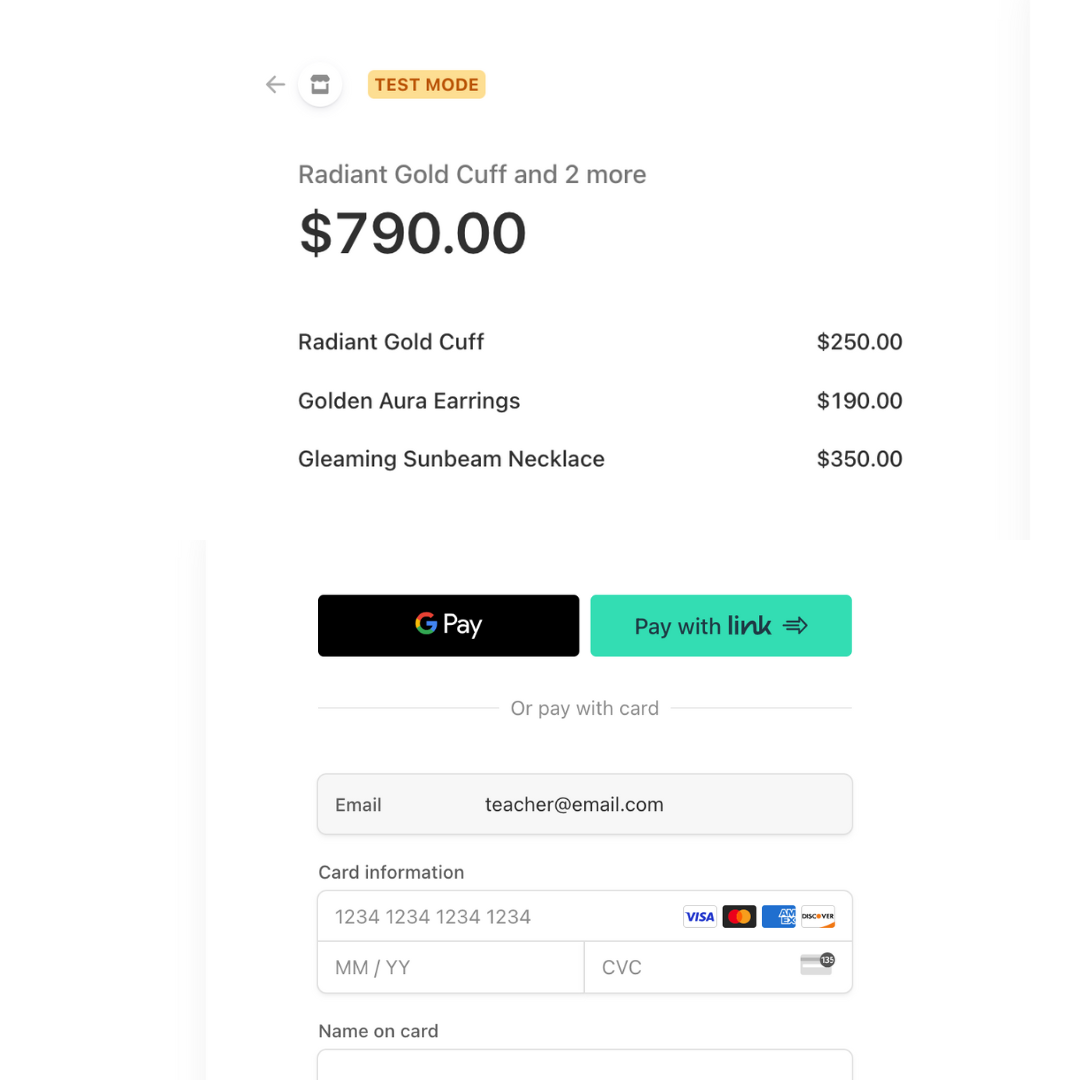 TEST MODE
Radiant Gold Cuff and 2 more
$790.00
Radiant Gold Cuff $250.00
Golden Aura Earrings $190.00
Gleaming Sunbeam Necklace $350.00
G Pay Pay with link
Or pay with card
Email teacher@email.com
Card information
1234 1234 1234 1234 VISA AMEX DISCOVER
MM / YY CVC 135
Name on card